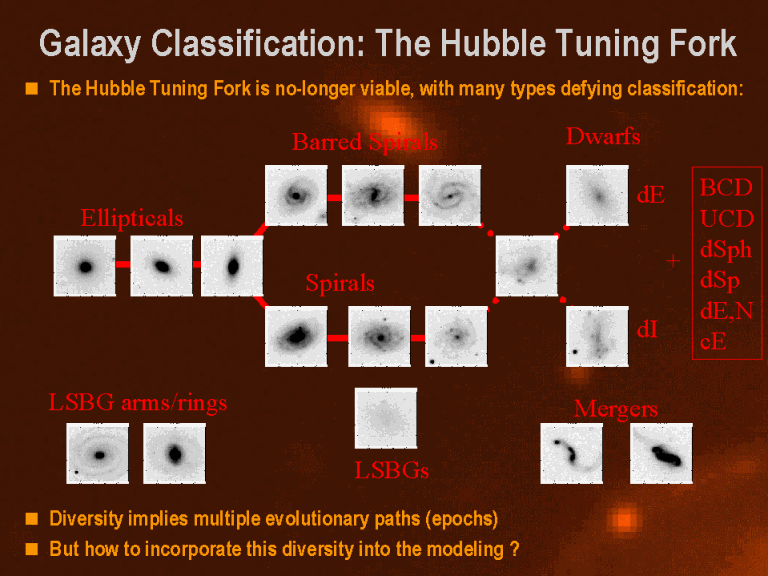 Galaxy Classification: The Hubble Tuning Fork
The Hubble Tuning Fork is no-longer viable, with many types defying classification:
Barred Spirals
Dwarfs
dE
BCD
UCD
dSph
dSp
dE,N
cE
Ellipticals
+
Spirals
dI
LSBG arms/rings
Mergers
LSBGs
Diversity implies multiple evolutionary paths (epochs)
But how to incorporate this diversity into the modeling ?